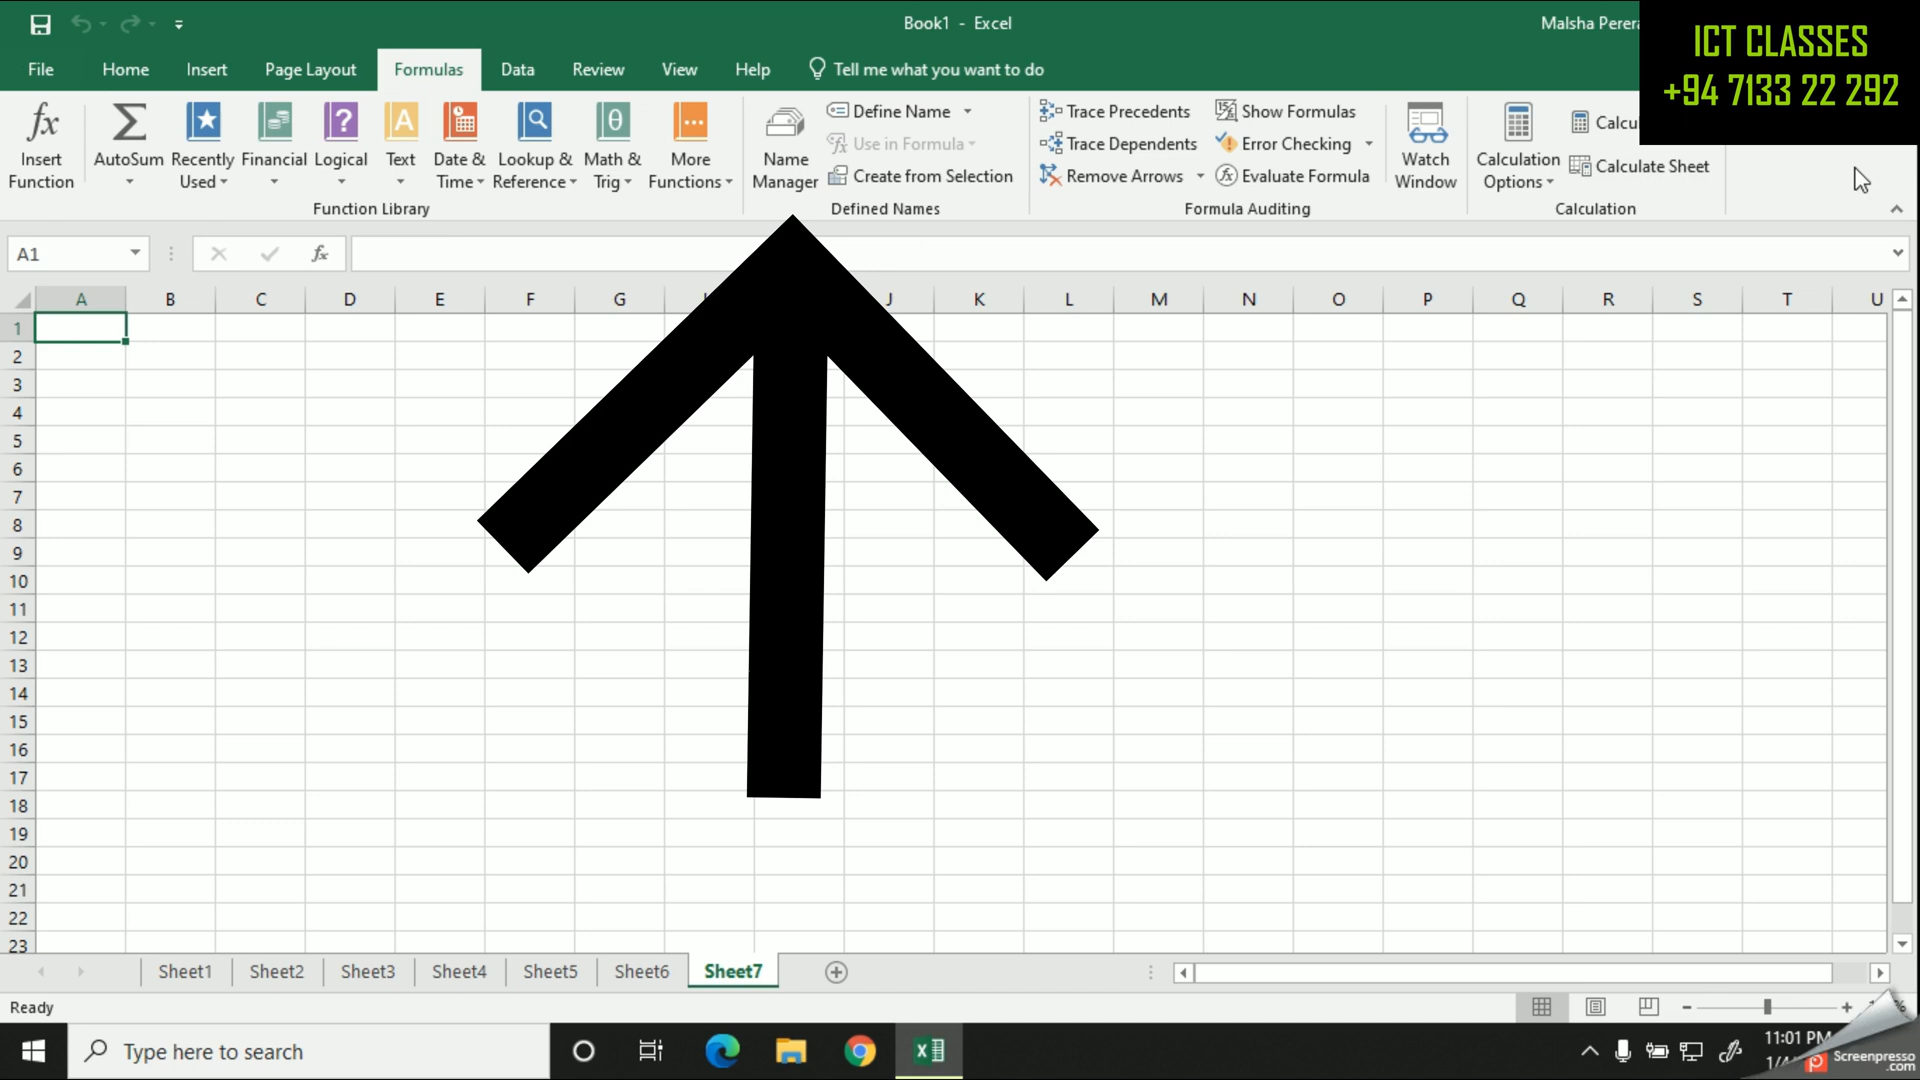 Book1 - Excel
Malsha Perera
ICT CLASSES
+94 7133 22 292
File Home Insert Page Layout Formulas Data Review View Help Tell me what you want to do
Insert Function
AutoSum
Recently Used
Financial
Logical
Text
Date & Time
Lookup & Reference
Math & Trig
More Functions
Function Library
Name Manager
Define Name
Use in Formula
Create from Selection
Defined Names
Trace Precedents
Trace Dependents
Remove Arrows
Show Formulas
Error Checking
Evaluate Formula
Formula Auditing
Watch Window
Calculation Options
Calculate Sheet
Calculation
A1
fx
A B C D E F G J K L M N O P Q R S T U
1
2
3
4
5
6
7
8
9
10
11
12
13
14
15
16
17
18
19
20
21
22
23
Sheet1 Sheet2 Sheet3 Sheet4 Sheet5 Sheet6 Sheet7
Ready
Type here to search
11:01 PM
Screenpresso
.com